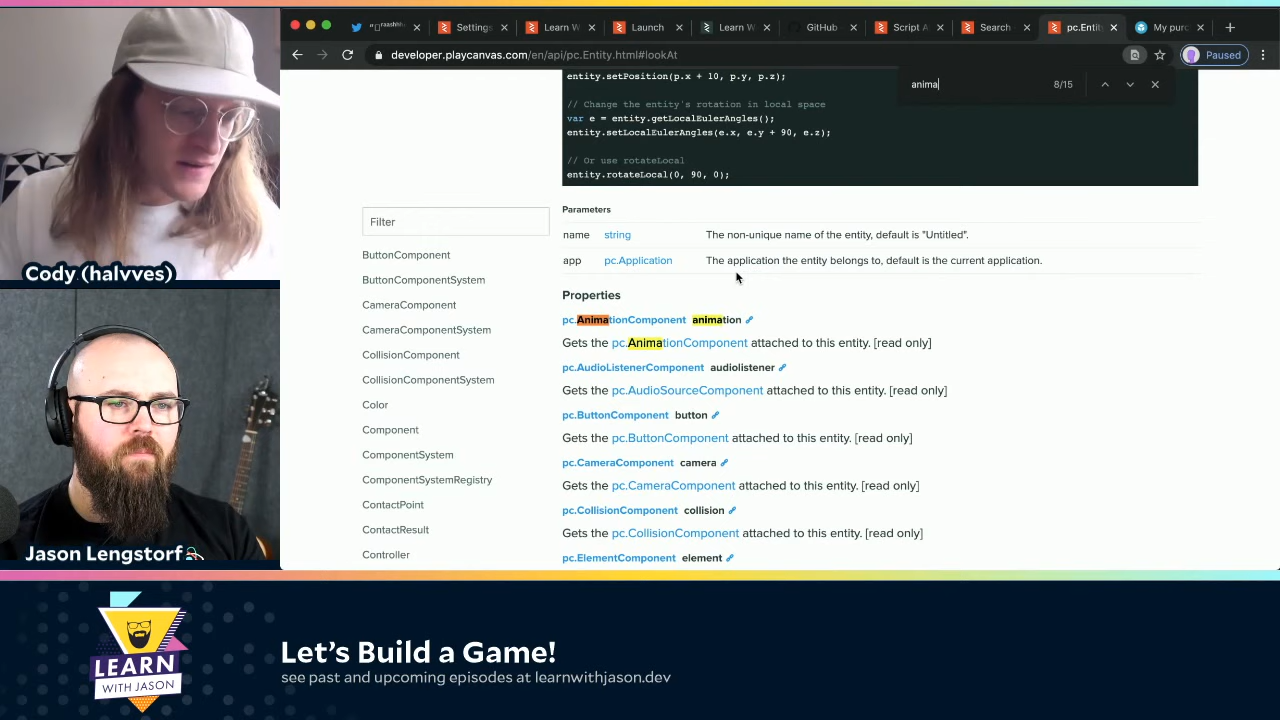 "🗆ʳᵃᵃˢʰʰʰ
Settings
Learn W
Launch
Learn W
GitHub
Script A
Search -
pc.Entity
My purc
developer.playcanvas.com/en/api/pc.Entity.html#lookAt
Paused
anima
8/15
entity.setPosition(p.x + 10, p.y, p.z);
// Change the entity's rotation in local space
var e = entity.getLocalEulerAngles();
entity.setLocalEulerAngles(e.x, e.y + 90, e.z);
// Or use rotateLocal
entity.rotateLocal(0, 90, 0);
Filter
ButtonComponent
ButtonComponentSystem
CameraComponent
CameraComponentSystem
CollisionComponent
CollisionComponentSystem
Color
Component
ComponentSystem
ComponentSystemRegistry
ContactPoint
ContactResult
Controller
Parameters
name string The non-unique name of the entity, default is "Untitled".
app pc.Application The application the entity belongs to, default is the current application.
Properties
pc.AnimationComponent animation
Gets the pc.AnimationComponent attached to this entity. [read only]
pc.AudioListenerComponent audiolistener
Gets the pc.AudioSourceComponent attached to this entity. [read only]
pc.ButtonComponent button
Gets the pc.ButtonComponent attached to this entity. [read only]
pc.CameraComponent camera
Gets the pc.CameraComponent attached to this entity. [read only]
pc.CollisionComponent collision
Gets the pc.CollisionComponent attached to this entity. [read only]
pc.ElementComponent element
Cody (halvves)
Jason Lengstorf
LEARN
WITH JASON
Let's Build a Game!
see past and upcoming episodes at learnwithjason.dev